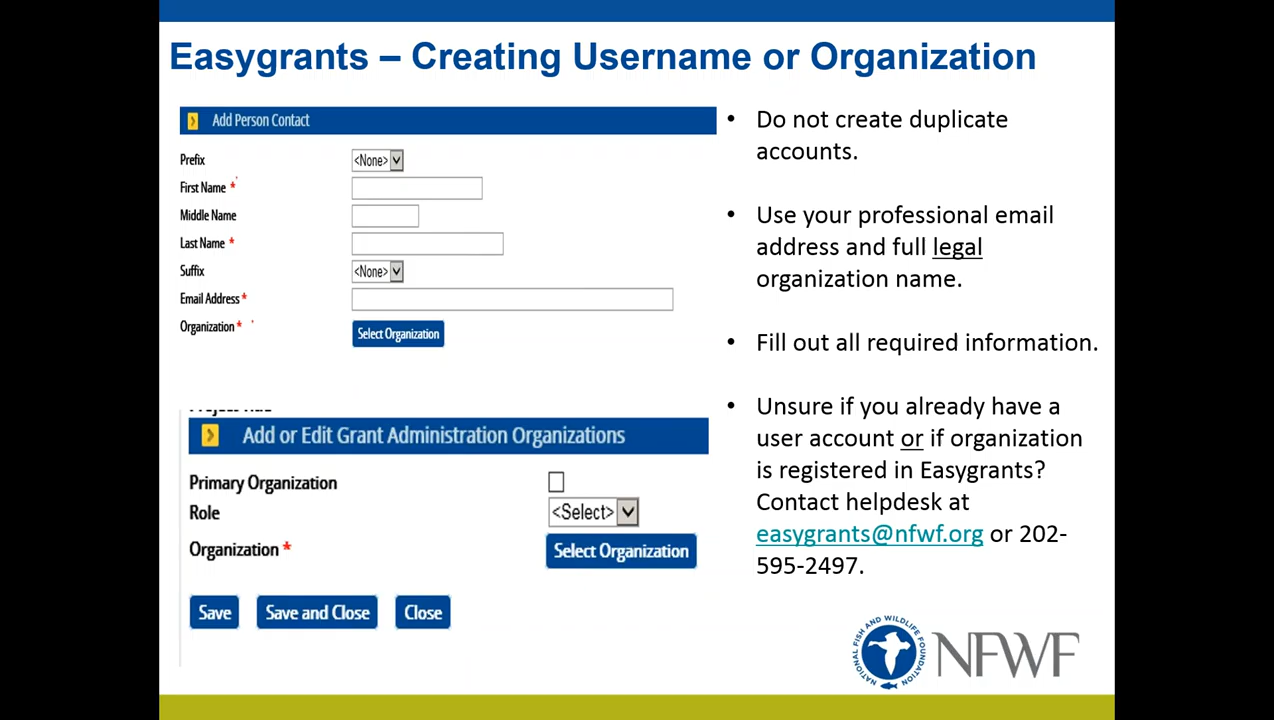 Easygrants – Creating Username or Organization
Add Person Contact
Prefix
<None>
First Name *
Middle Name
Last Name *
Suffix
<None>
Email Address *
Organization *
Select Organization
Add or Edit Grant Administration Organizations
Primary Organization
Role
<Select>
Organization *
Select Organization
Save
Save and Close
Close
• Do not create duplicate
accounts.
• Use your professional email
address and full legal
organization name.
• Fill out all required information.
• Unsure if you already have a
user account or if organization
is registered in Easygrants?
Contact helpdesk at
easygrants@nfwf.org or 202-
595-2497.
NATIONAL FISH AND WILDLIFE FOUNDATION
NFWF